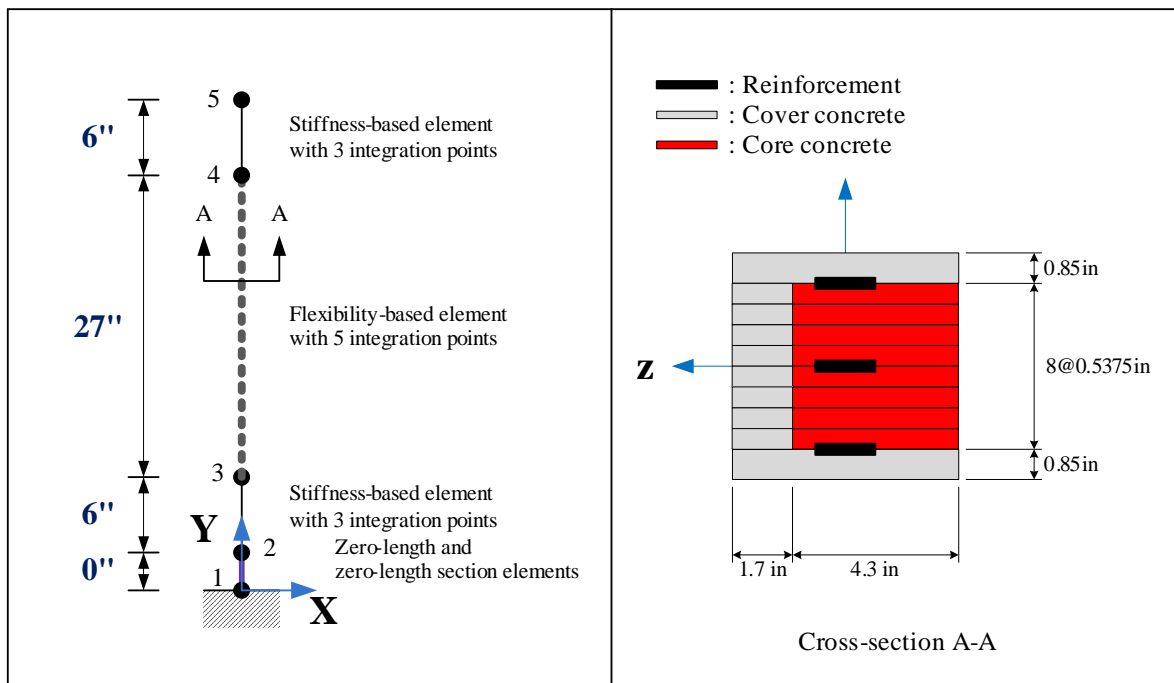 5
6"
Stiffness-based element
with 3 integration points
4
A
A
27"
Flexibility-based element
with 5 integration points
3
6"
Stiffness-based element
with 3 integration points
Y
2
Zero-length and
zero-length section elements
0"
1
X
: Reinforcement
: Cover concrete
: Core concrete
0.85in
z
8@0.5375in
0.85in
1.7 in
4.3 in
Cross-section A-A